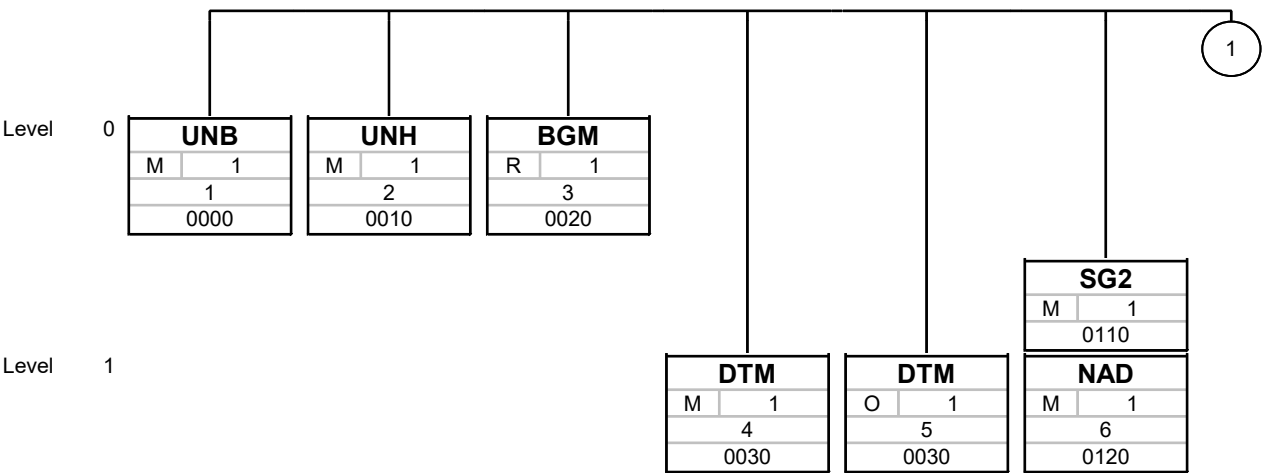 1
Level 0
UNB UNH BGM
M 1 M 1 R 1
1 2 3
0000 0010 0020
SG2
M 1
0110
Level 1
DTM DTM NAD
M 1 O 1 M 1
4 5 6
0030 0030 0120